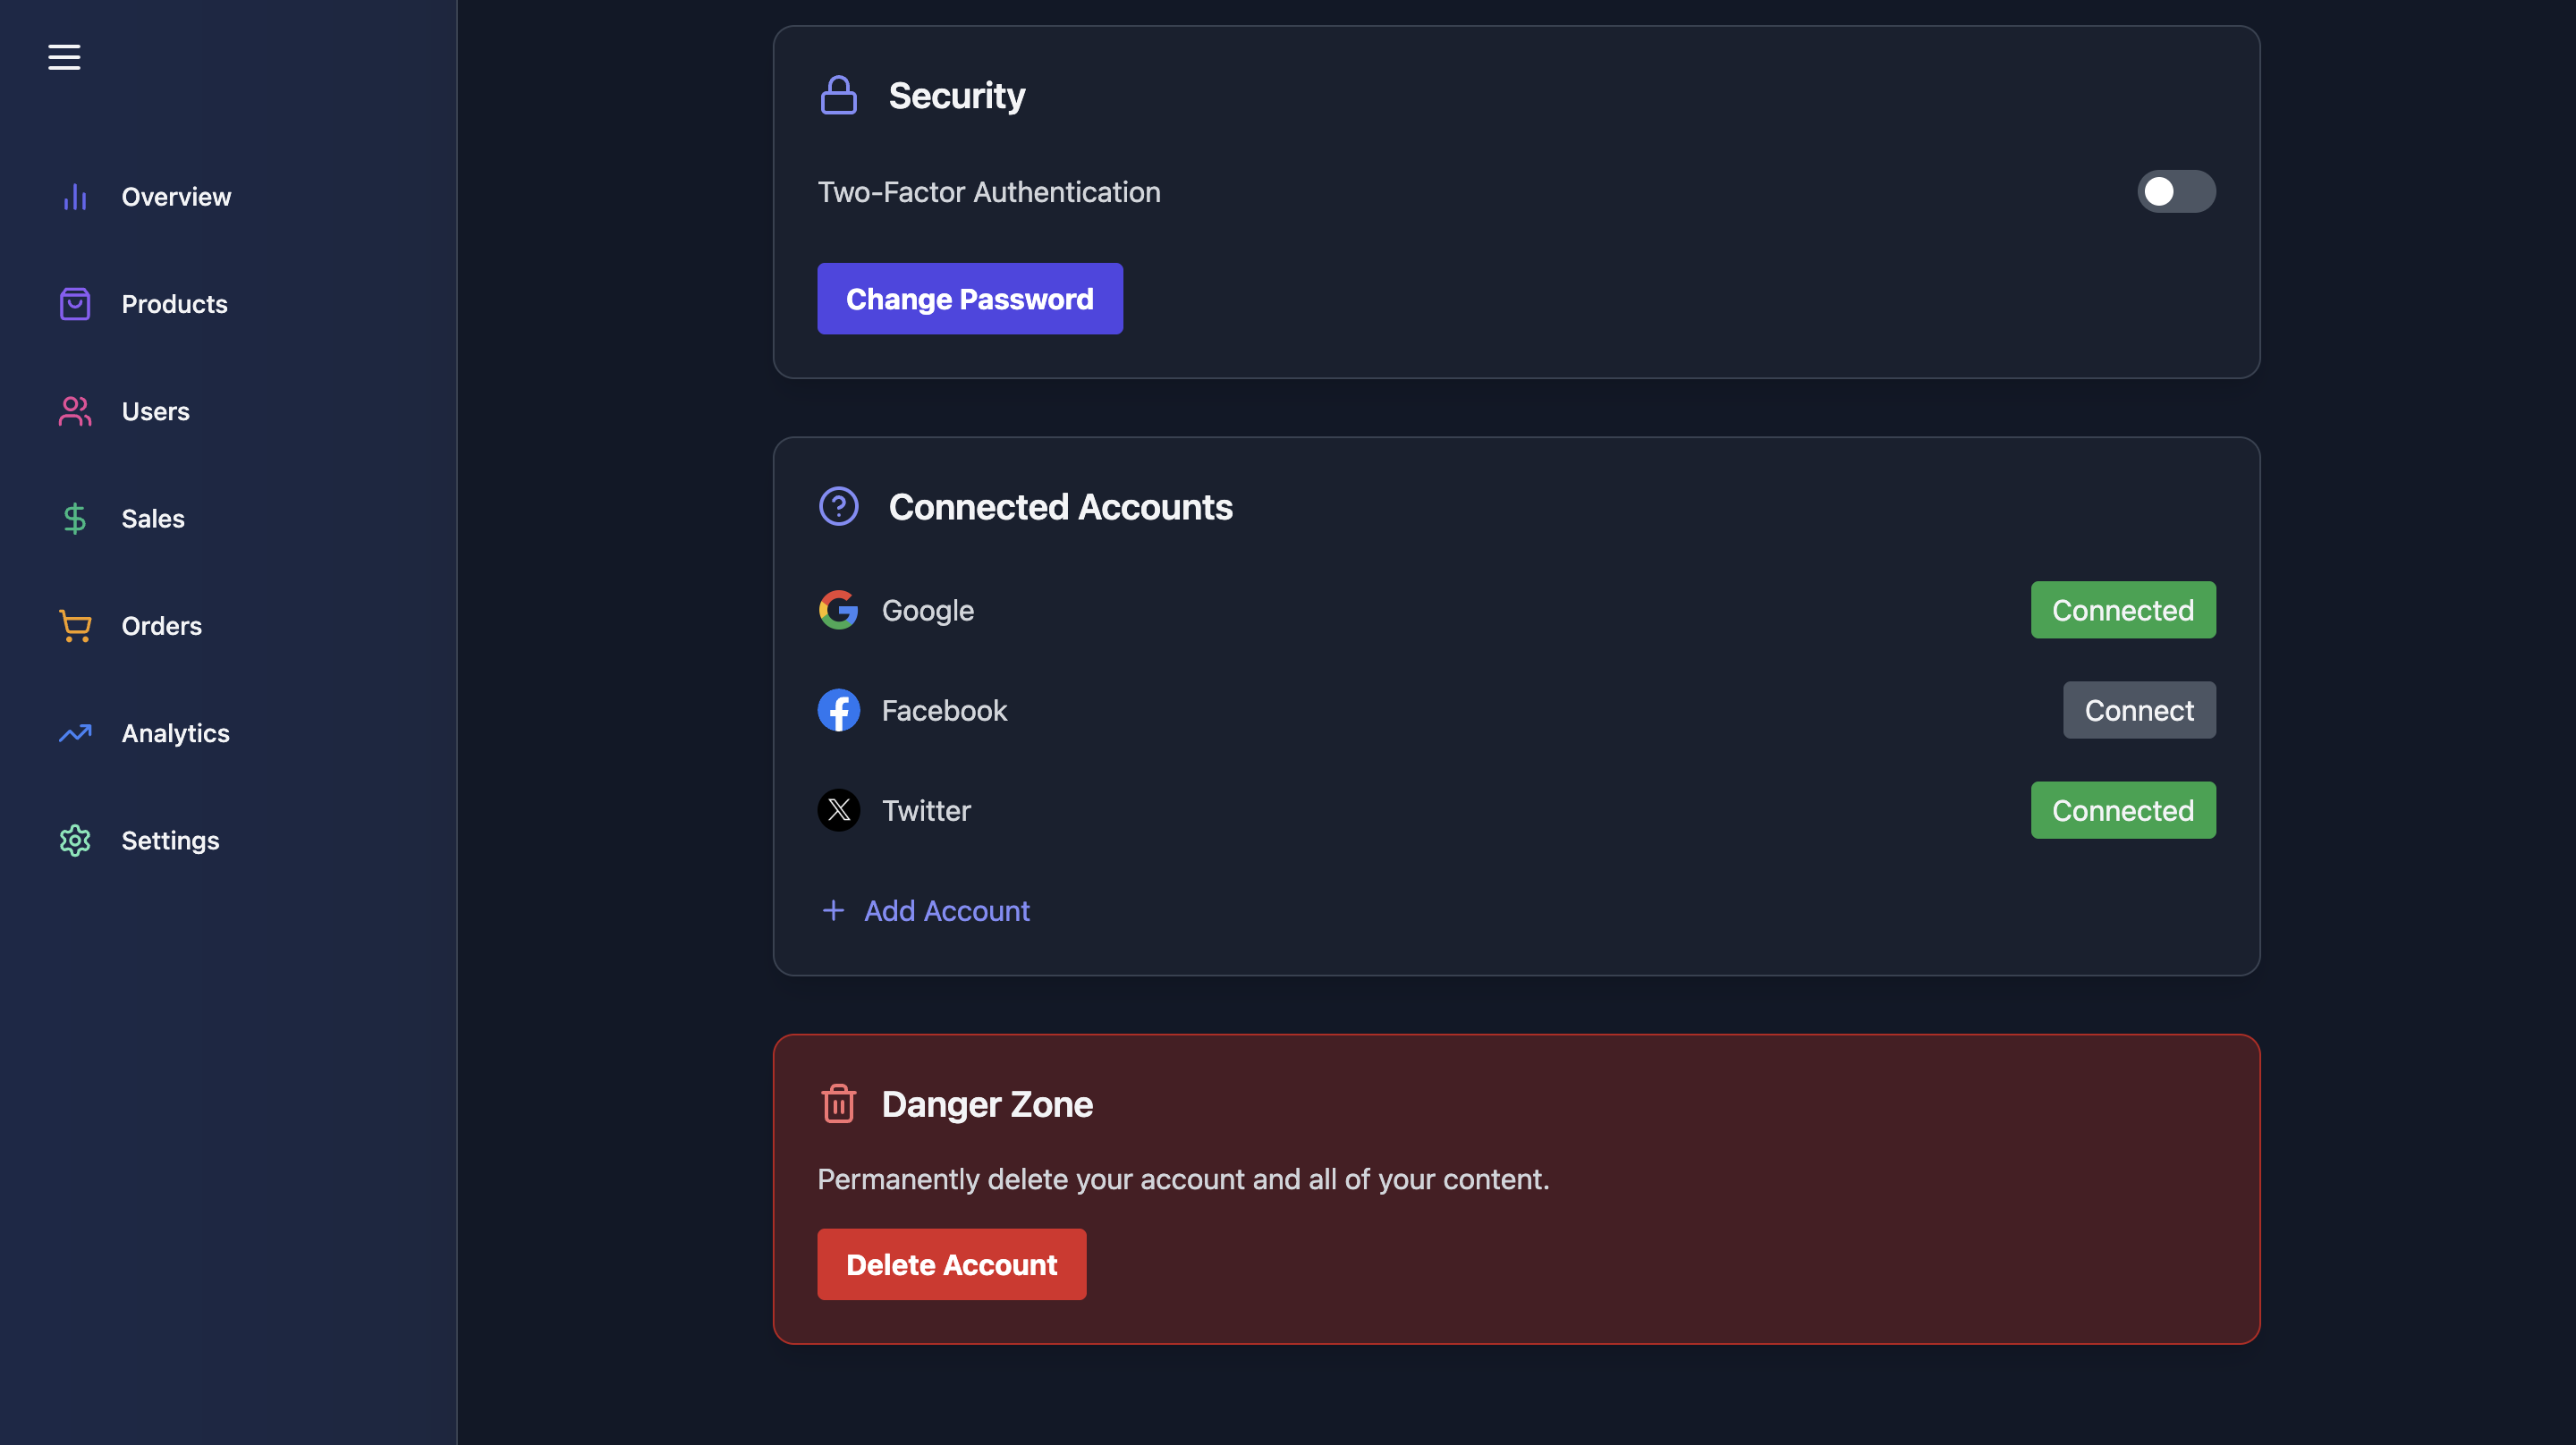 Overview
Products
Users
Sales
Orders
Analytics
Settings
Security
Two-Factor Authentication
Change Password
Connected Accounts
Google
Connected
Facebook
Connect
Twitter
Connected
Add Account
Danger Zone
Permanently delete your account and all of your content.
Delete Account